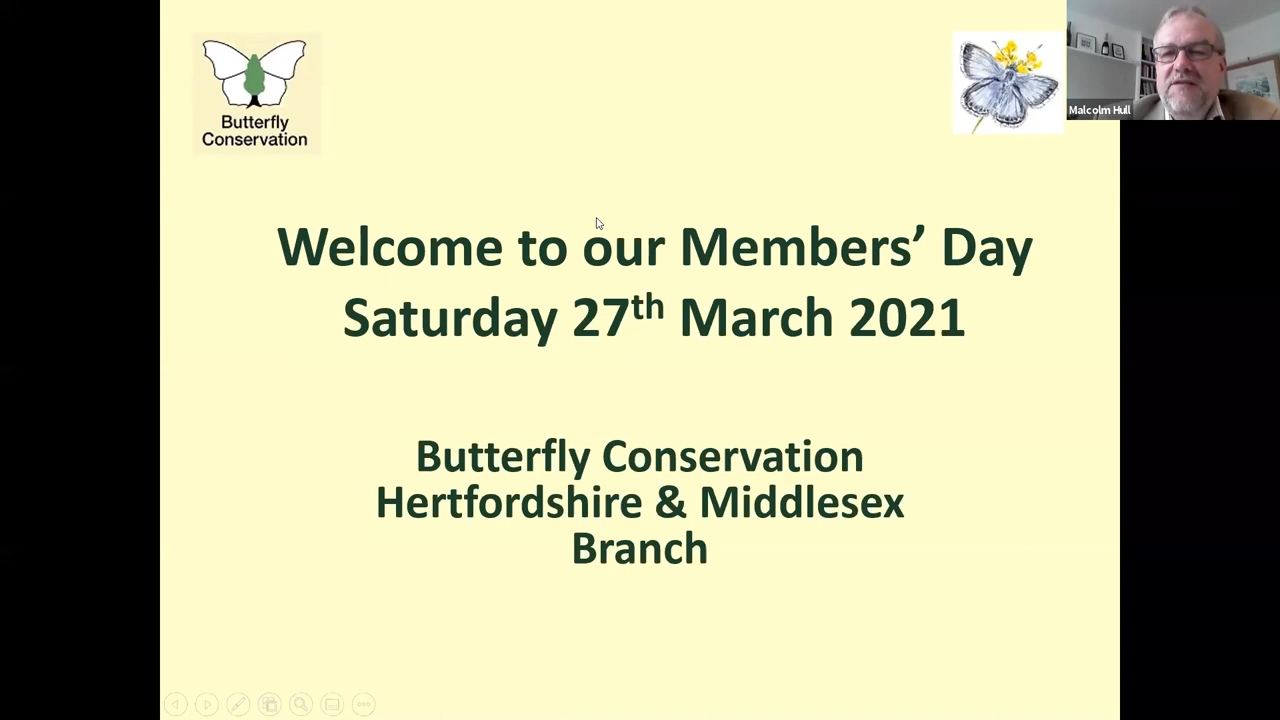 Butterfly
Conservation
Malcolm Hull
Welcome to our Members’ Day
Saturday 27th March 2021
Butterfly Conservation
Hertfordshire & Middlesex
Branch